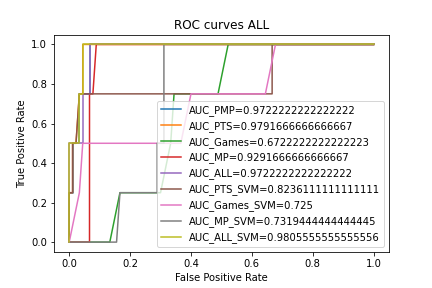 ROC curves ALL
True Positive Rate
1.0
0.8
0.6
0.4
0.2
0.0
AUC_PMP=0.9722222222222222
AUC_PTS=0.9791666666666667
AUC_Games=0.6722222222222223
AUC_MP=0.9291666666666667
AUC_ALL=0.9722222222222222
AUC_PTS_SVM=0.8236111111111111
AUC_Games_SVM=0.725
AUC_MP_SVM=0.7319444444444445
AUC_ALL_SVM=0.9805555555555556
0.0 0.2 0.4 0.6 0.8 1.0
False Positive Rate